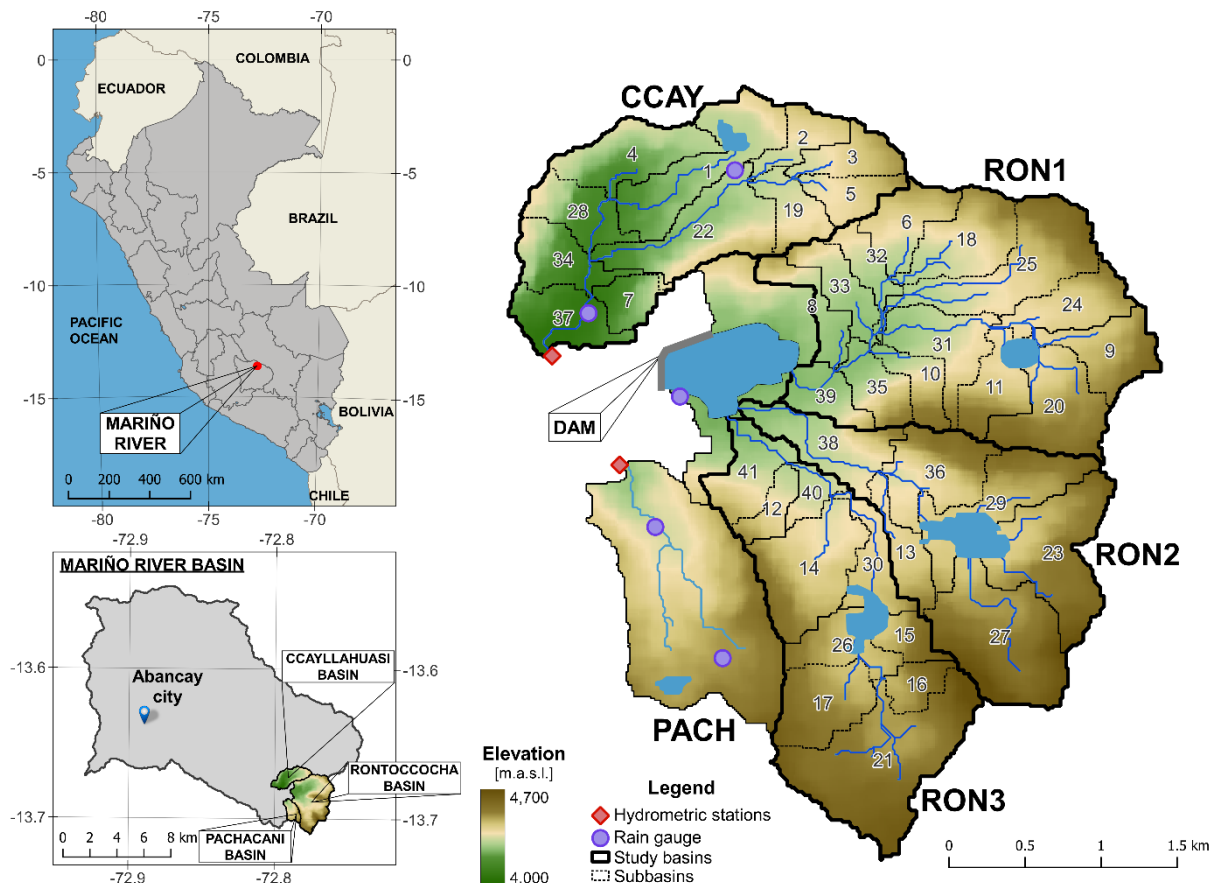 -80
-75
-70
0
0
COLOMBIA
ECUADOR
-5
-5
BRAZIL
-10
-10
PACIFIC
OCEAN
-15
-15
BOLIVIA
MARIÑO
RIVER
0 200 400 600 km
CHILE
-80
-75
-70
-72.9
-72.8
MARIÑO RIVER BASIN
-13.6
-13.6
CCAYLLAHUASI
BASIN
Abancay
city
RONTOCCOCHA
BASIN
-13.7
-13.7
0 2 4 6 8 km
PACHACANI
BASIN
-72.9
-72.8
CCAY
RON1
RON2
RON3
PACH
DAM
4
2
3
1
5
28
19
22
34
7
37
6
18
32
25
33
8
24
31
9
10
11
35
39
20
38
36
41
40
29
12
13
23
30
14
27
15
26
16
17
21
Elevation
[m.a.s.l.]
4,700
4,000
Legend
Hydrometric stations
Rain gauge
Study basins
Subbasins
0 0.5 1 1.5 km